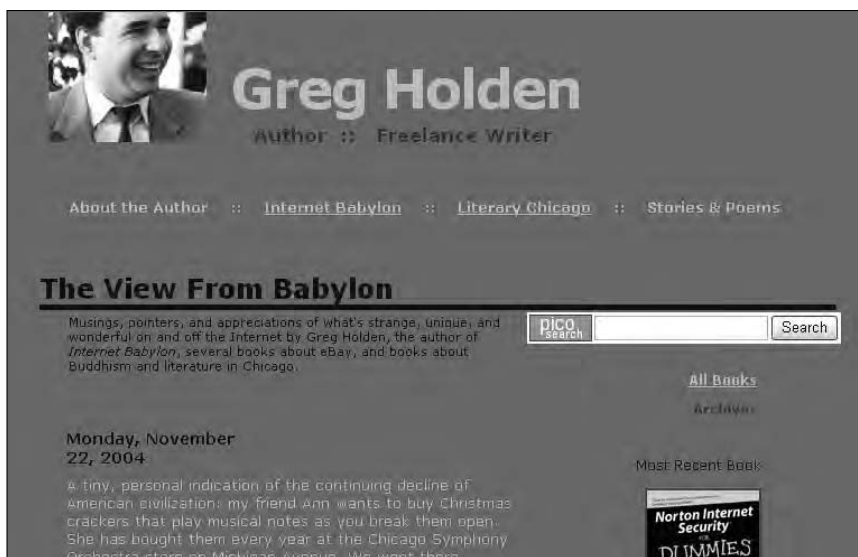 Greg Holden
Author :: Freelance Writer
About the Author :: Internet Babylon :: Literary Chicago :: Stories & Poems
The View From Babylon
Musings, pointers, and appreciations of what's strange, unique, and
wonderful on and off the Internet by Greg Holden, the author of
Internet Babylon, several books about eBay, and books about
Buddhism and literature in Chicago.
pico search
Search
All Books
Archives
Monday, November
22, 2004
Most Recent Book
A tiny, personal indication of the continuing decline of
American civilization: my friend Ann wants to buy Christmas
crackers that play musical notes as you break them open.
She has bought them every year at the Chicago Symphony
Orchestra store on Michigan Avenue. We went there
Norton Internet
Security
FOR
DUMMIES